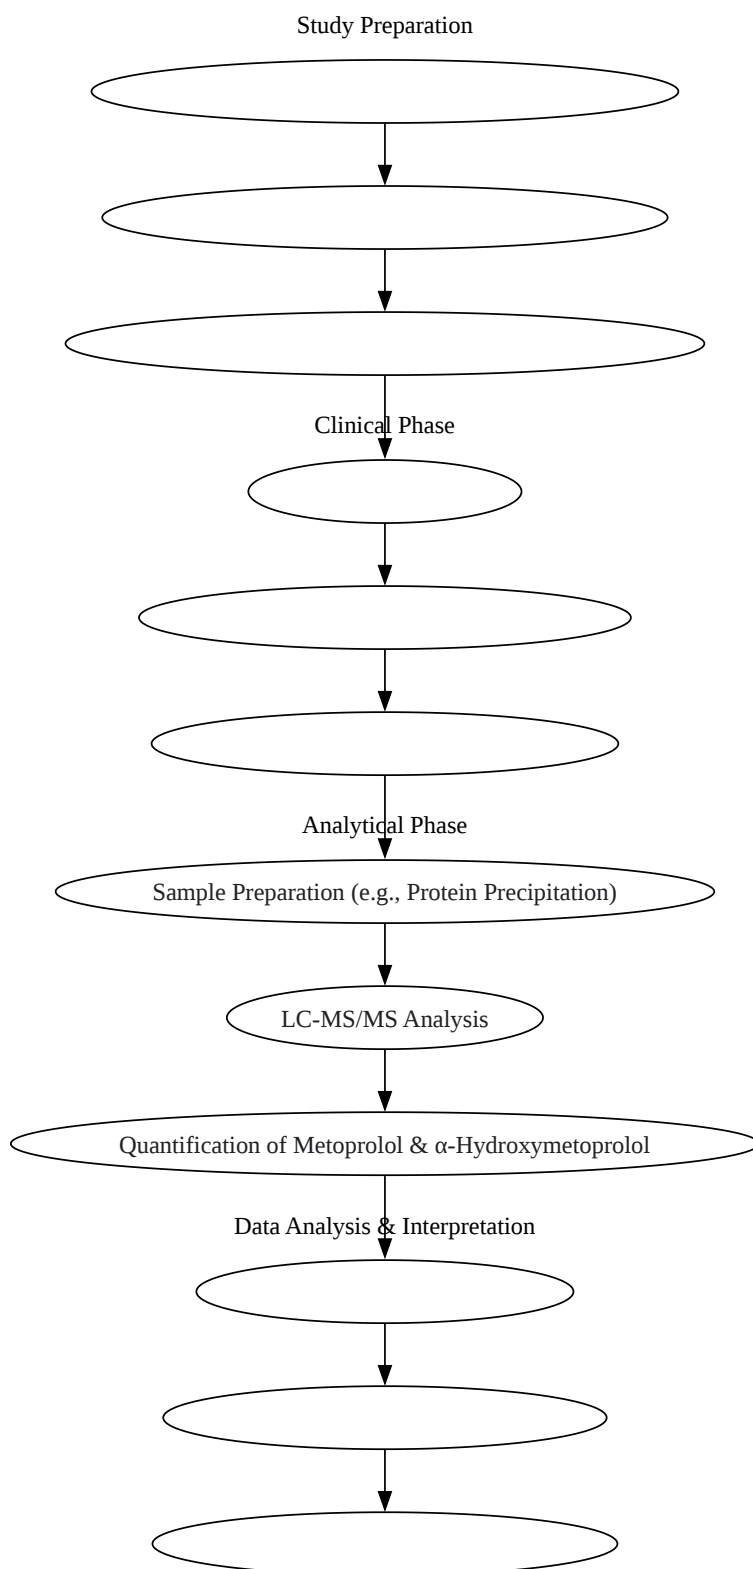 Study Preparation
Clinical Phase
Analytical Phase
Sample Preparation (e.g., Protein Precipitation)
LC-MS/MS Analysis
Quantification of Metoprolol & α-Hydroxymetoprolol
Data Analysis & Interpretation